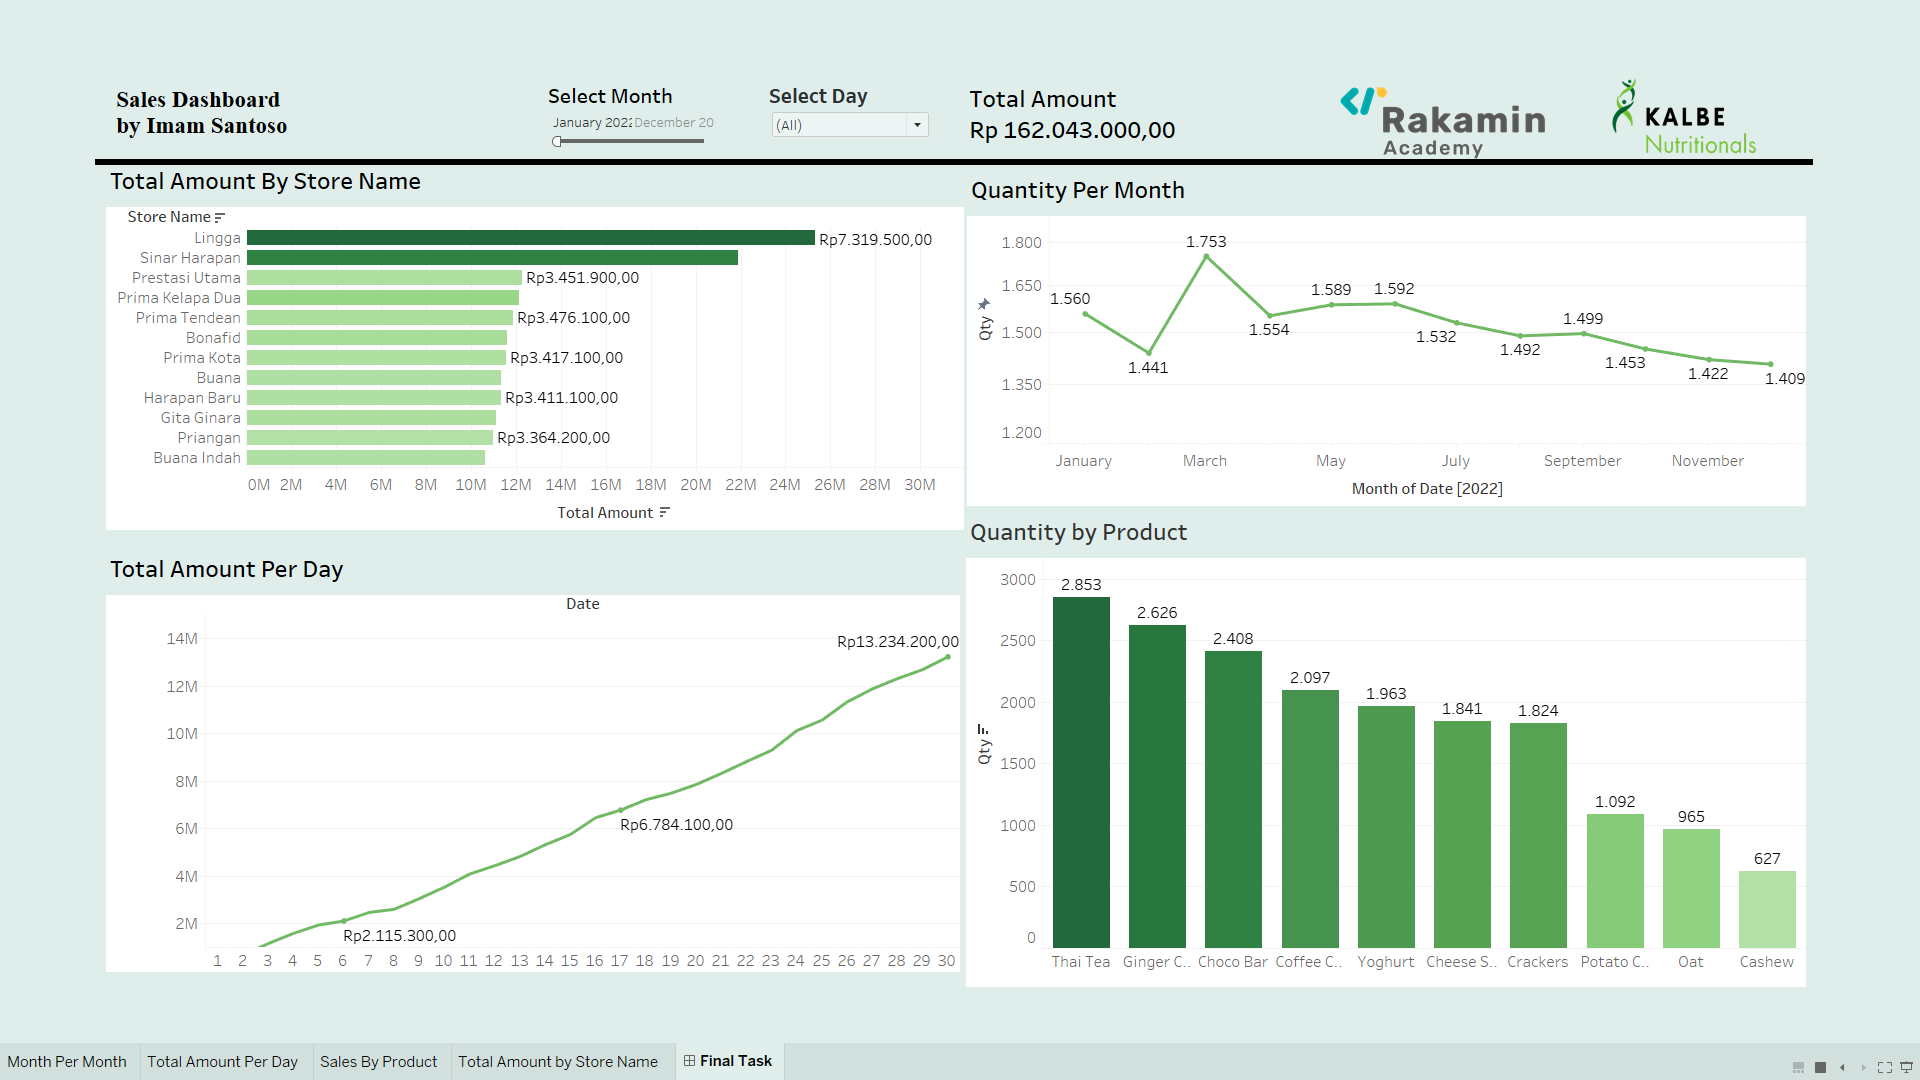 Sales Dashboard
by Imam Santoso
Select Month
January 2022
December 20
Select Day
(All)
Total Amount
Rp 162.043.000,00
Rakamin
Academy
KALBE
Nutritionals
Total Amount By Store Name
Store Name
Lingga
Rp7.319.500,00
Sinar Harapan
Prestasi Utama
Rp3.451.900,00
Prima Kelapa Dua
Prima Tendean
Rp3.476.100,00
Bonafid
Prima Kota
Rp3.417.100,00
Buana
Harapan Baru
Rp3.411.100,00
Gita Ginara
Priangan
Rp3.364.200,00
Buana Indah
0M 2M 4M 6M 8M 10M 12M 14M 16M 18M 20M 22M 24M 26M 28M 30M
Total Amount
Quantity Per Month
Qty
1.800
1.650
1.500
1.350
1.200
1.560
1.441
1.753
1.554
1.589
1.592
1.532
1.492
1.499
1.453
1.422
1.409
January March May July September November
Month of Date [2022]
Total Amount Per Day
Date
14M
12M
10M
8M
6M
4M
2M
Rp13.234.200,00
Rp6.784.100,00
Rp2.115.300,00
1 2 3 4 5 6 7 8 9 10 11 12 13 14 15 16 17 18 19 20 21 22 23 24 25 26 27 28 29 30
Quantity by Product
Qty
3000
2500
2000
1500
1000
500
0
2.853
2.626
2.408
2.097
1.963
1.841
1.824
1.092
965
627
Thai Tea Ginger C.. Choco Bar Coffee C.. Yoghurt Cheese S.. Crackers Potato C.. Oat Cashew
Month Per Month
Total Amount Per Day
Sales By Product
Total Amount by Store Name
Final Task